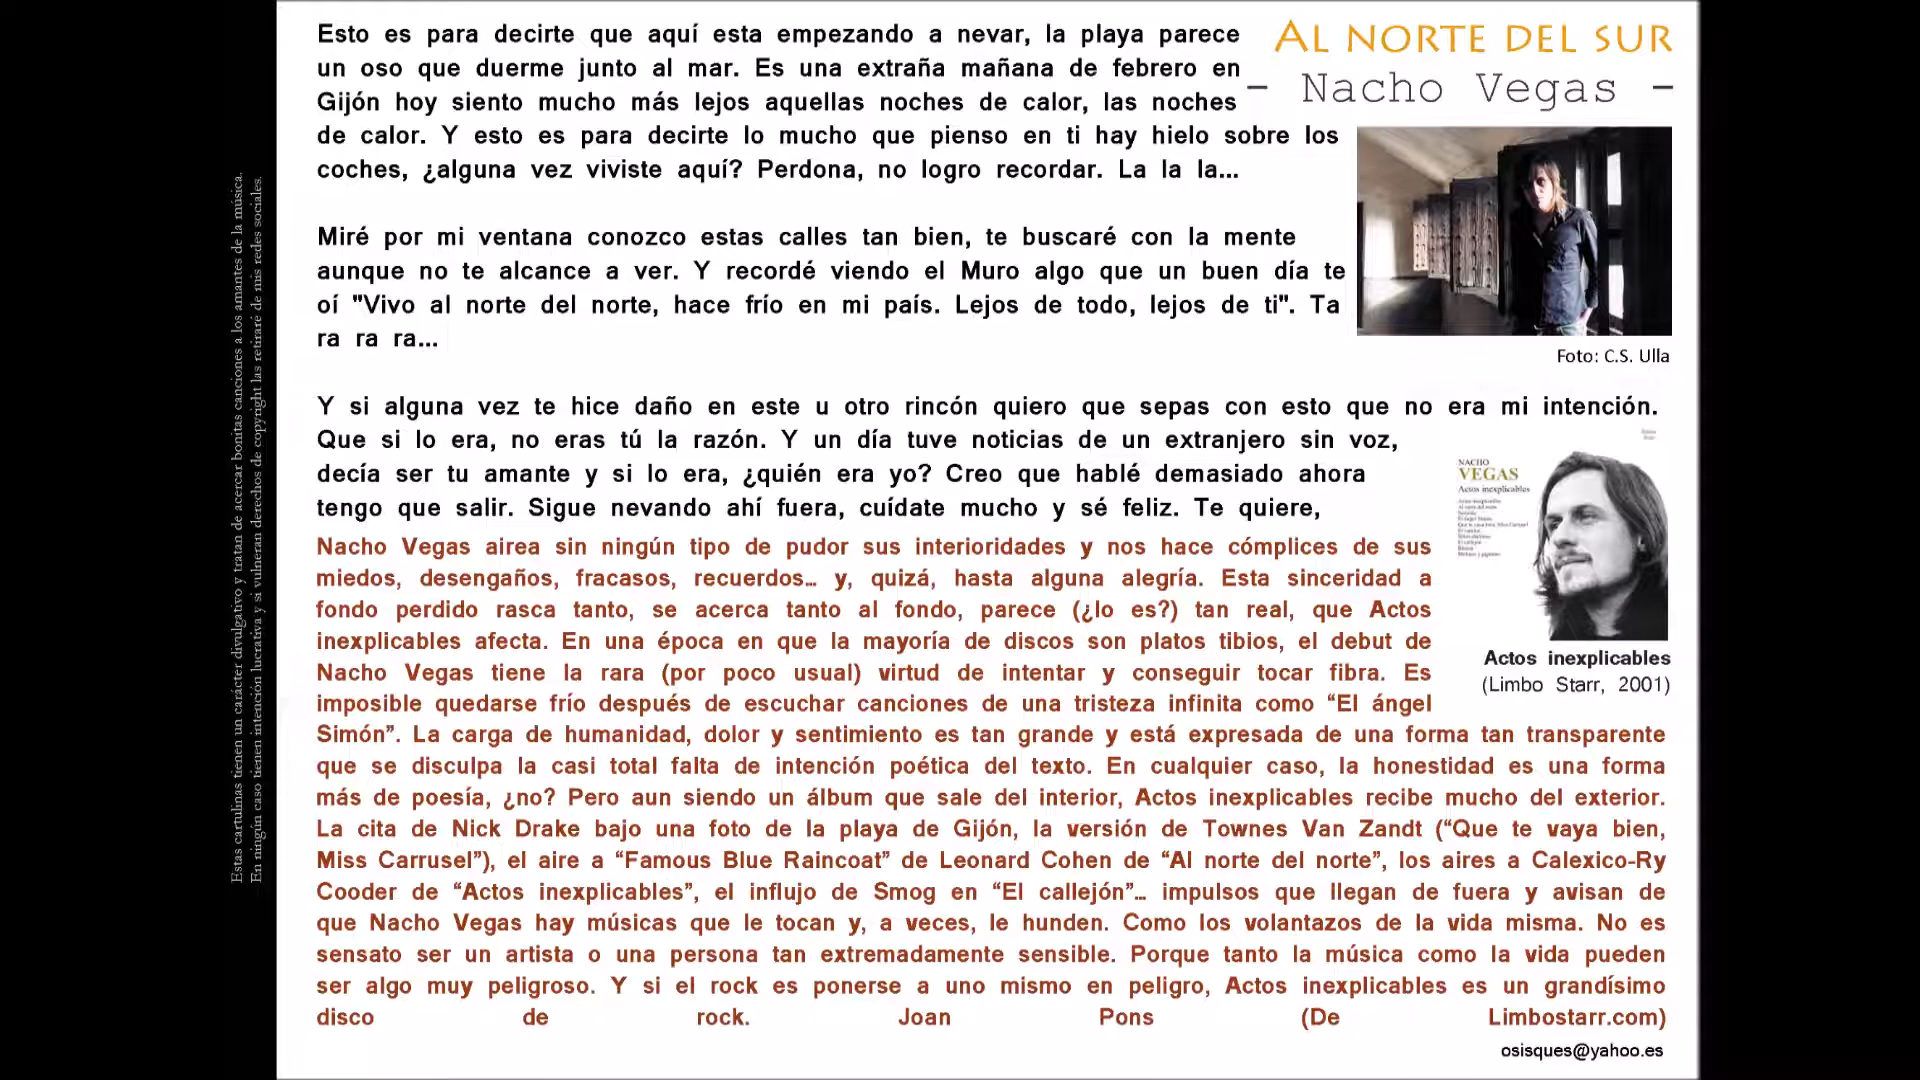 Esto es para decirte que aquí esta empezando a nevar, la playa parece
un oso que duerme junto al mar. Es una extraña mañana de febrero en
Gijón hoy siento mucho más lejos aquellas noches de calor, las noches
de calor. Y esto es para decirte lo mucho que pienso en ti hay hielo sobre los
coches, ¿alguna vez viviste aquí? Perdona, no logro recordar. La la la...
AL NORTE DEL SUR
- Nacho Vegas -
Miré por mi ventana conozco estas calles tan bien, te buscaré con la mente
aunque no te alcance a ver. Y recordé viendo el Muro algo que un buen día te
oí "Vivo al norte del norte, hace frío en mi país. Lejos de todo, lejos de ti". Ta
ra ra ra...
Foto: C.S. Ulla
Y si alguna vez te hice daño en este u otro rincón quiero que sepas con esto que no era mi intención.
Que si lo era, no eras tú la razón. Y un día tuve noticias de un extranjero sin voz,
decía ser tu amante y si lo era, ¿quién era yo? Creo que hablé demasiado ahora
tengo que salir. Sigue nevando ahí fuera, cuídate mucho y sé feliz. Te quiere,
NACHO
VEGAS
Actos inexplicables
Actos inexplicables
(Limbo Starr, 2001)
Nacho Vegas airea sin ningún tipo de pudor sus interioridades y nos hace cómplices de sus
miedos, desengaños, fracasos, recuerdos… y, quizá, hasta alguna alegría. Esta sinceridad a
fondo perdido rasca tanto, se acerca tanto al fondo, parece (¿lo es?) tan real, que Actos
inexplicables afecta. En una época en que la mayoría de discos son platos tibios, el debut de
Nacho Vegas tiene la rara (por poco usual) virtud de intentar y conseguir tocar fibra. Es
imposible quedarse frío después de escuchar canciones de una tristeza infinita como “El ángel
Simón”. La carga de humanidad, dolor y sentimiento es tan grande y está expresada de una forma tan transparente
que se disculpa la casi total falta de intención poética del texto. En cualquier caso, la honestidad es una forma
más de poesía, ¿no? Pero aun siendo un álbum que sale del interior, Actos inexplicables recibe mucho del exterior.
La cita de Nick Drake bajo una foto de la playa de Gijón, la versión de Townes Van Zandt (“Que te vaya bien,
Miss Carrusel”), el aire a “Famous Blue Raincoat” de Leonard Cohen de “Al norte del norte”, los aires a Calexico-Ry
Cooder de “Actos inexplicables”, el influjo de Smog en “El callejón”… impulsos que llegan de fuera y avisan de
que Nacho Vegas hay músicas que le tocan y, a veces, le hunden. Como los volantazos de la vida misma. No es
sensato ser un artista o una persona tan extremadamente sensible. Porque tanto la música como la vida pueden
ser algo muy peligroso. Y si el rock es ponerse a uno mismo en peligro, Actos inexplicables es un grandísimo
disco de rock. Joan Pons (De Limbostarr.com)
osisques@yahoo.es
Estas cartulinas tienen un carácter divulgativo y tratan de acercar bonitas canciones a los amantes de la música.
En ningún caso tienen intención lucrativa y si vulneran derechos de copyright las retiraré de mis redes sociales.